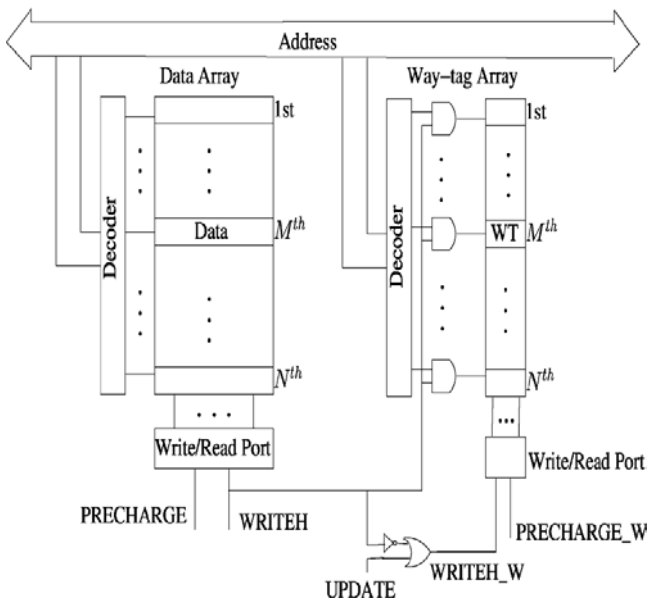 Address
Data Array
Way-tag Array
1st
1st
Decoder
Decoder
Data
M^th
WT
M^th
N^th
N^th
Write/Read Port
Write/Read Port
PRECHARGE
WRITEH
PRECHARGE_W
WRITEH_W
UPDATE